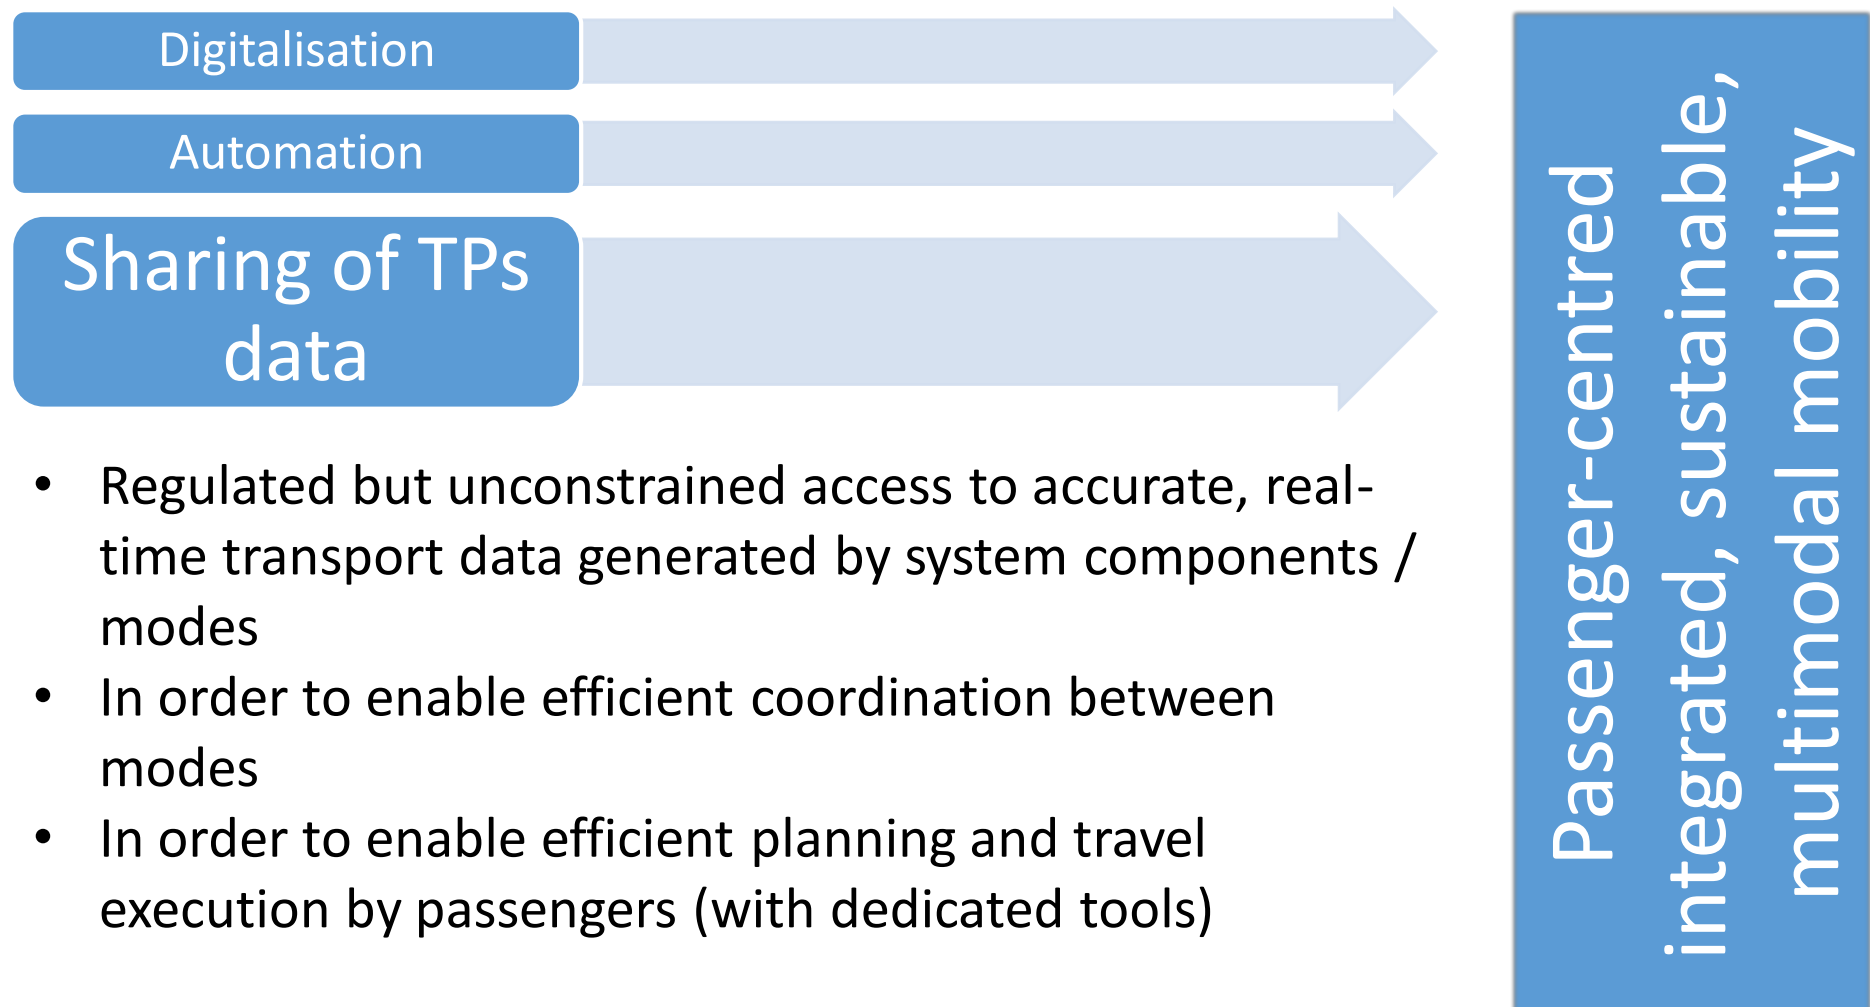 Digitalisation
Automation
Sharing of TPs
data
• Regulated but unconstrained access to accurate, real-
time transport data generated by system components /
modes
• In order to enable efficient coordination between
modes
• In order to enable efficient planning and travel
execution by passengers (with dedicated tools)
Passenger-centred
integrated, sustainable,
multimodal mobility